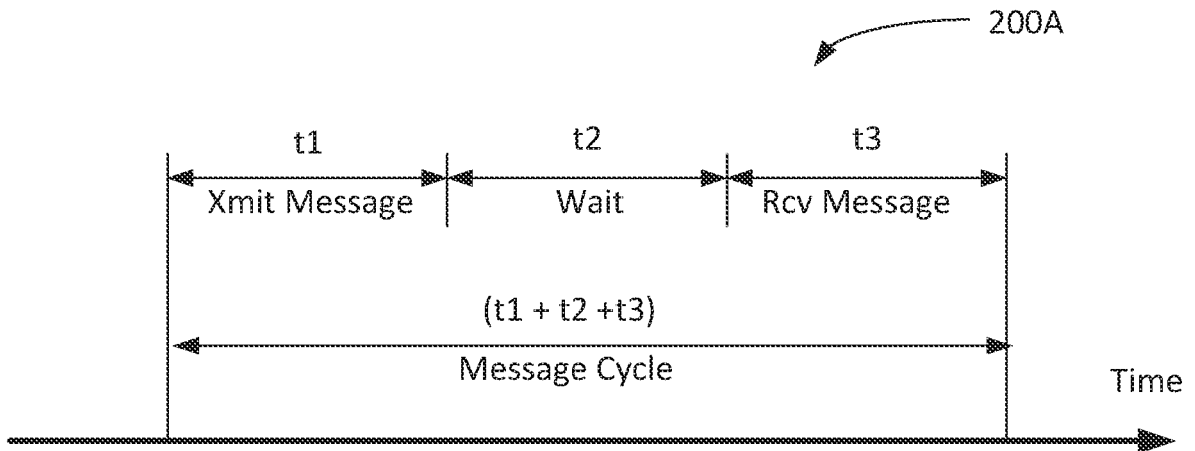 200A
t1
t2
t3
Xmit Message
Wait
Rcv Message
(t1 + t2 +t3)
Message Cycle
Time